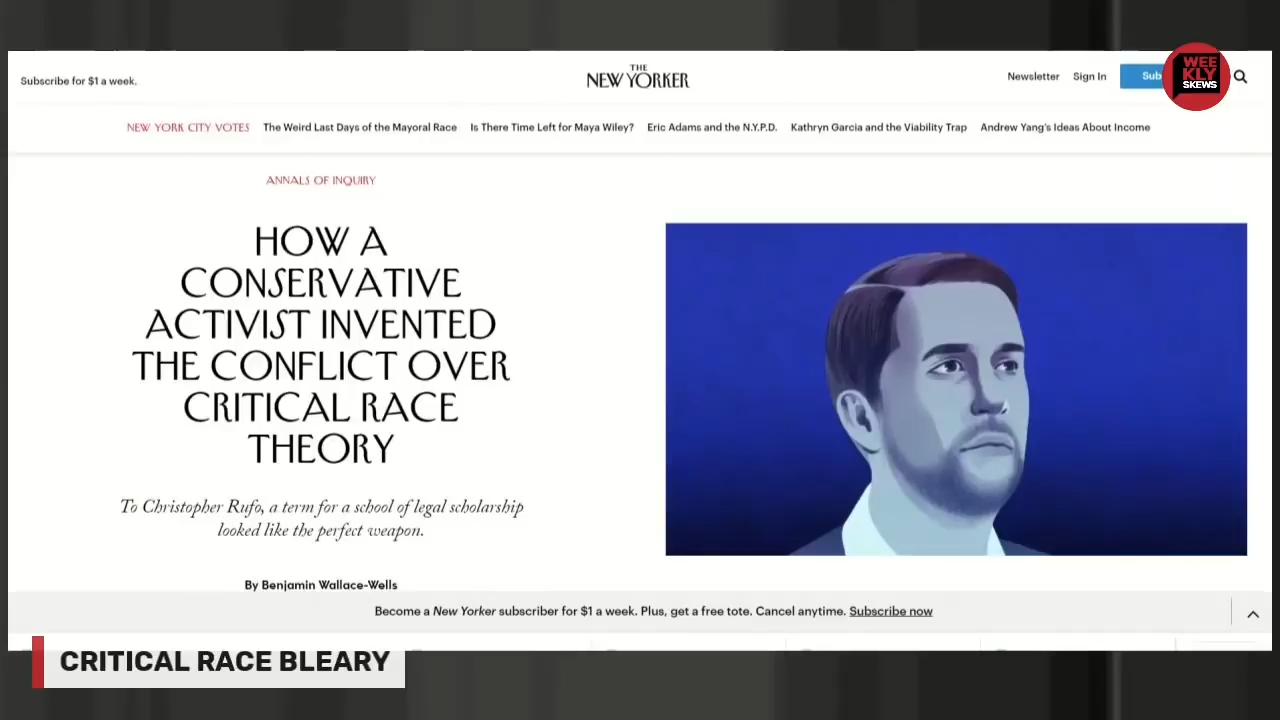 Subscribe for $1 a week.
THE
NEW YORKER
Newsletter Sign In Sub
WEE
KLY
SKEWS
NEW YORK CITY VOTES The Weird Last Days of the Mayoral Race Is There Time Left for Maya Wiley? Eric Adams and the N.Y.P.D. Kathryn Garcia and the Viability Trap Andrew Yang's Ideas About Income
ANNALS OF INQUIRY
HOW A
CONSERVATIVE
ACTIVIST INVENTED
THE CONFLICT OVER
CRITICAL RACE
THEORY
To Christopher Rufo, a term for a school of legal scholarship
looked like the perfect weapon.
By Benjamin Wallace-Wells
Become a New Yorker subscriber for $1 a week. Plus, get a free tote. Cancel anytime. Subscribe now
CRITICAL RACE BLEARY